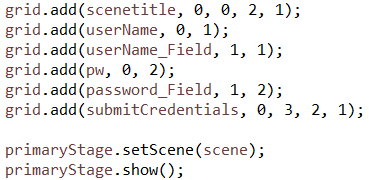 grid.add(scenetitle, 0, 0, 2, 1);
grid.add(userName, 0, 1);
grid.add(userName_Field, 1, 1);
grid.add(pw, 0, 2);
grid.add(password_Field, 1, 2);
grid.add(submitCredentials, 0, 3, 2, 1);

primaryStage.setScene(scene);
primaryStage.show();